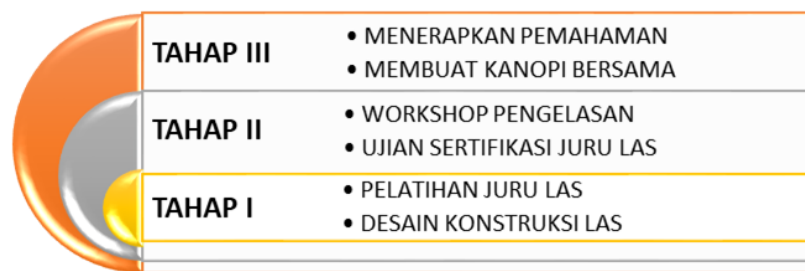 TAHAP III
• MENERAPKAN PEMAHAMAN
• MEMBUAT KANOPI BERSAMA
TAHAP II
• WORKSHOP PENGELASAN
• UJIAN SERTIFIKASI JURU LAS
TAHAP I
• PELATIHAN JURU LAS
• DESAIN KONSTRUKSI LAS